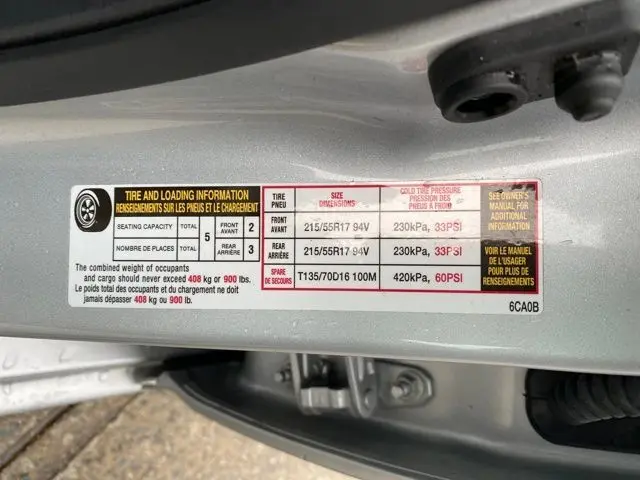 TIRE AND LOADING INFORMATION
RENSEIGNEMENTS SUR LES PNEUS ET LE CHARGEMENT
SEATING CAPACITY TOTAL 5 FRONT AVANT 2
NOMBRE DE PLACES TOTAL REAR ARRIÈRE 3
The combined weight of occupants
and cargo should never exceed 408 kg or 900 lbs.
Le poids total des occupants et du chargement ne doit
jamais dépasser 408 kg ou 900 lb.
TIRE PNEU
SIZE DIMENSIONS
COLD TIRE PRESSURE
PRESSION DES
PNEUS A FROID
FRONT AVANT 215/55R17 94V 230kPa, 33PSI
REAR ARRIÈRE 215/55R17 94V 230kPa, 33PSI
SPARE DE SECOURS T135/70D16 100M 420kPa, 60PSI
SEE OWNER'S
MANUAL FOR
ADDITIONAL
INFORMATION
VOIR LE MANUEL
DE L'USAGER
POUR PLUS DE
RENSEIGNEMENTS
6CA0B